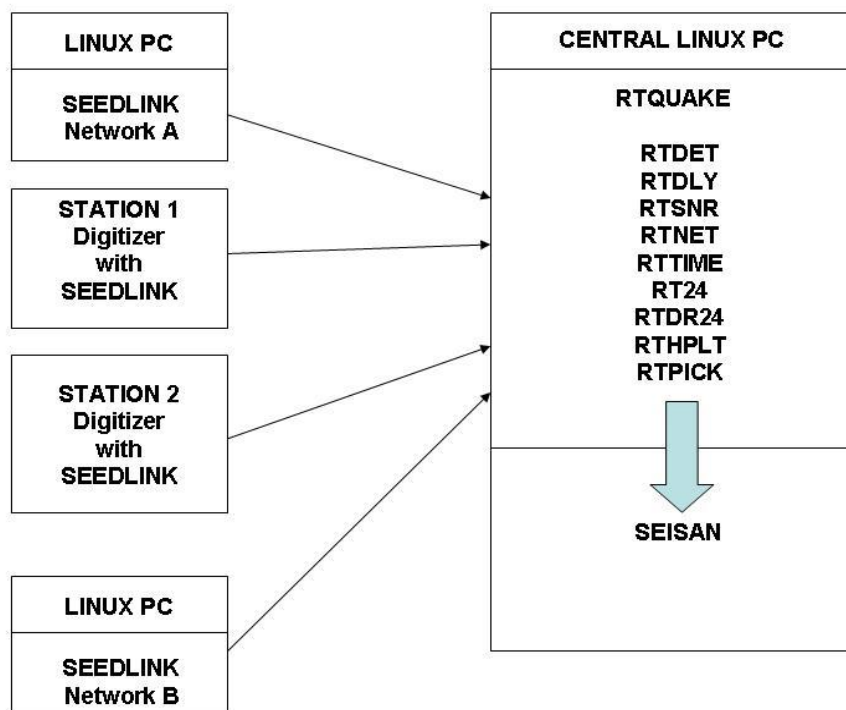 LINUX PC
SEEDLINK
Network A
STATION 1
Digitizer
with
SEEDLINK
STATION 2
Digitizer
with
SEEDLINK
LINUX PC
SEEDLINK
Network B
CENTRAL LINUX PC
RTQUAKE
RTDET
RTDLY
RTSNR
RTNET
RTTIME
RT24
RTDR24
RTHPLT
RTPICK
SEISAN